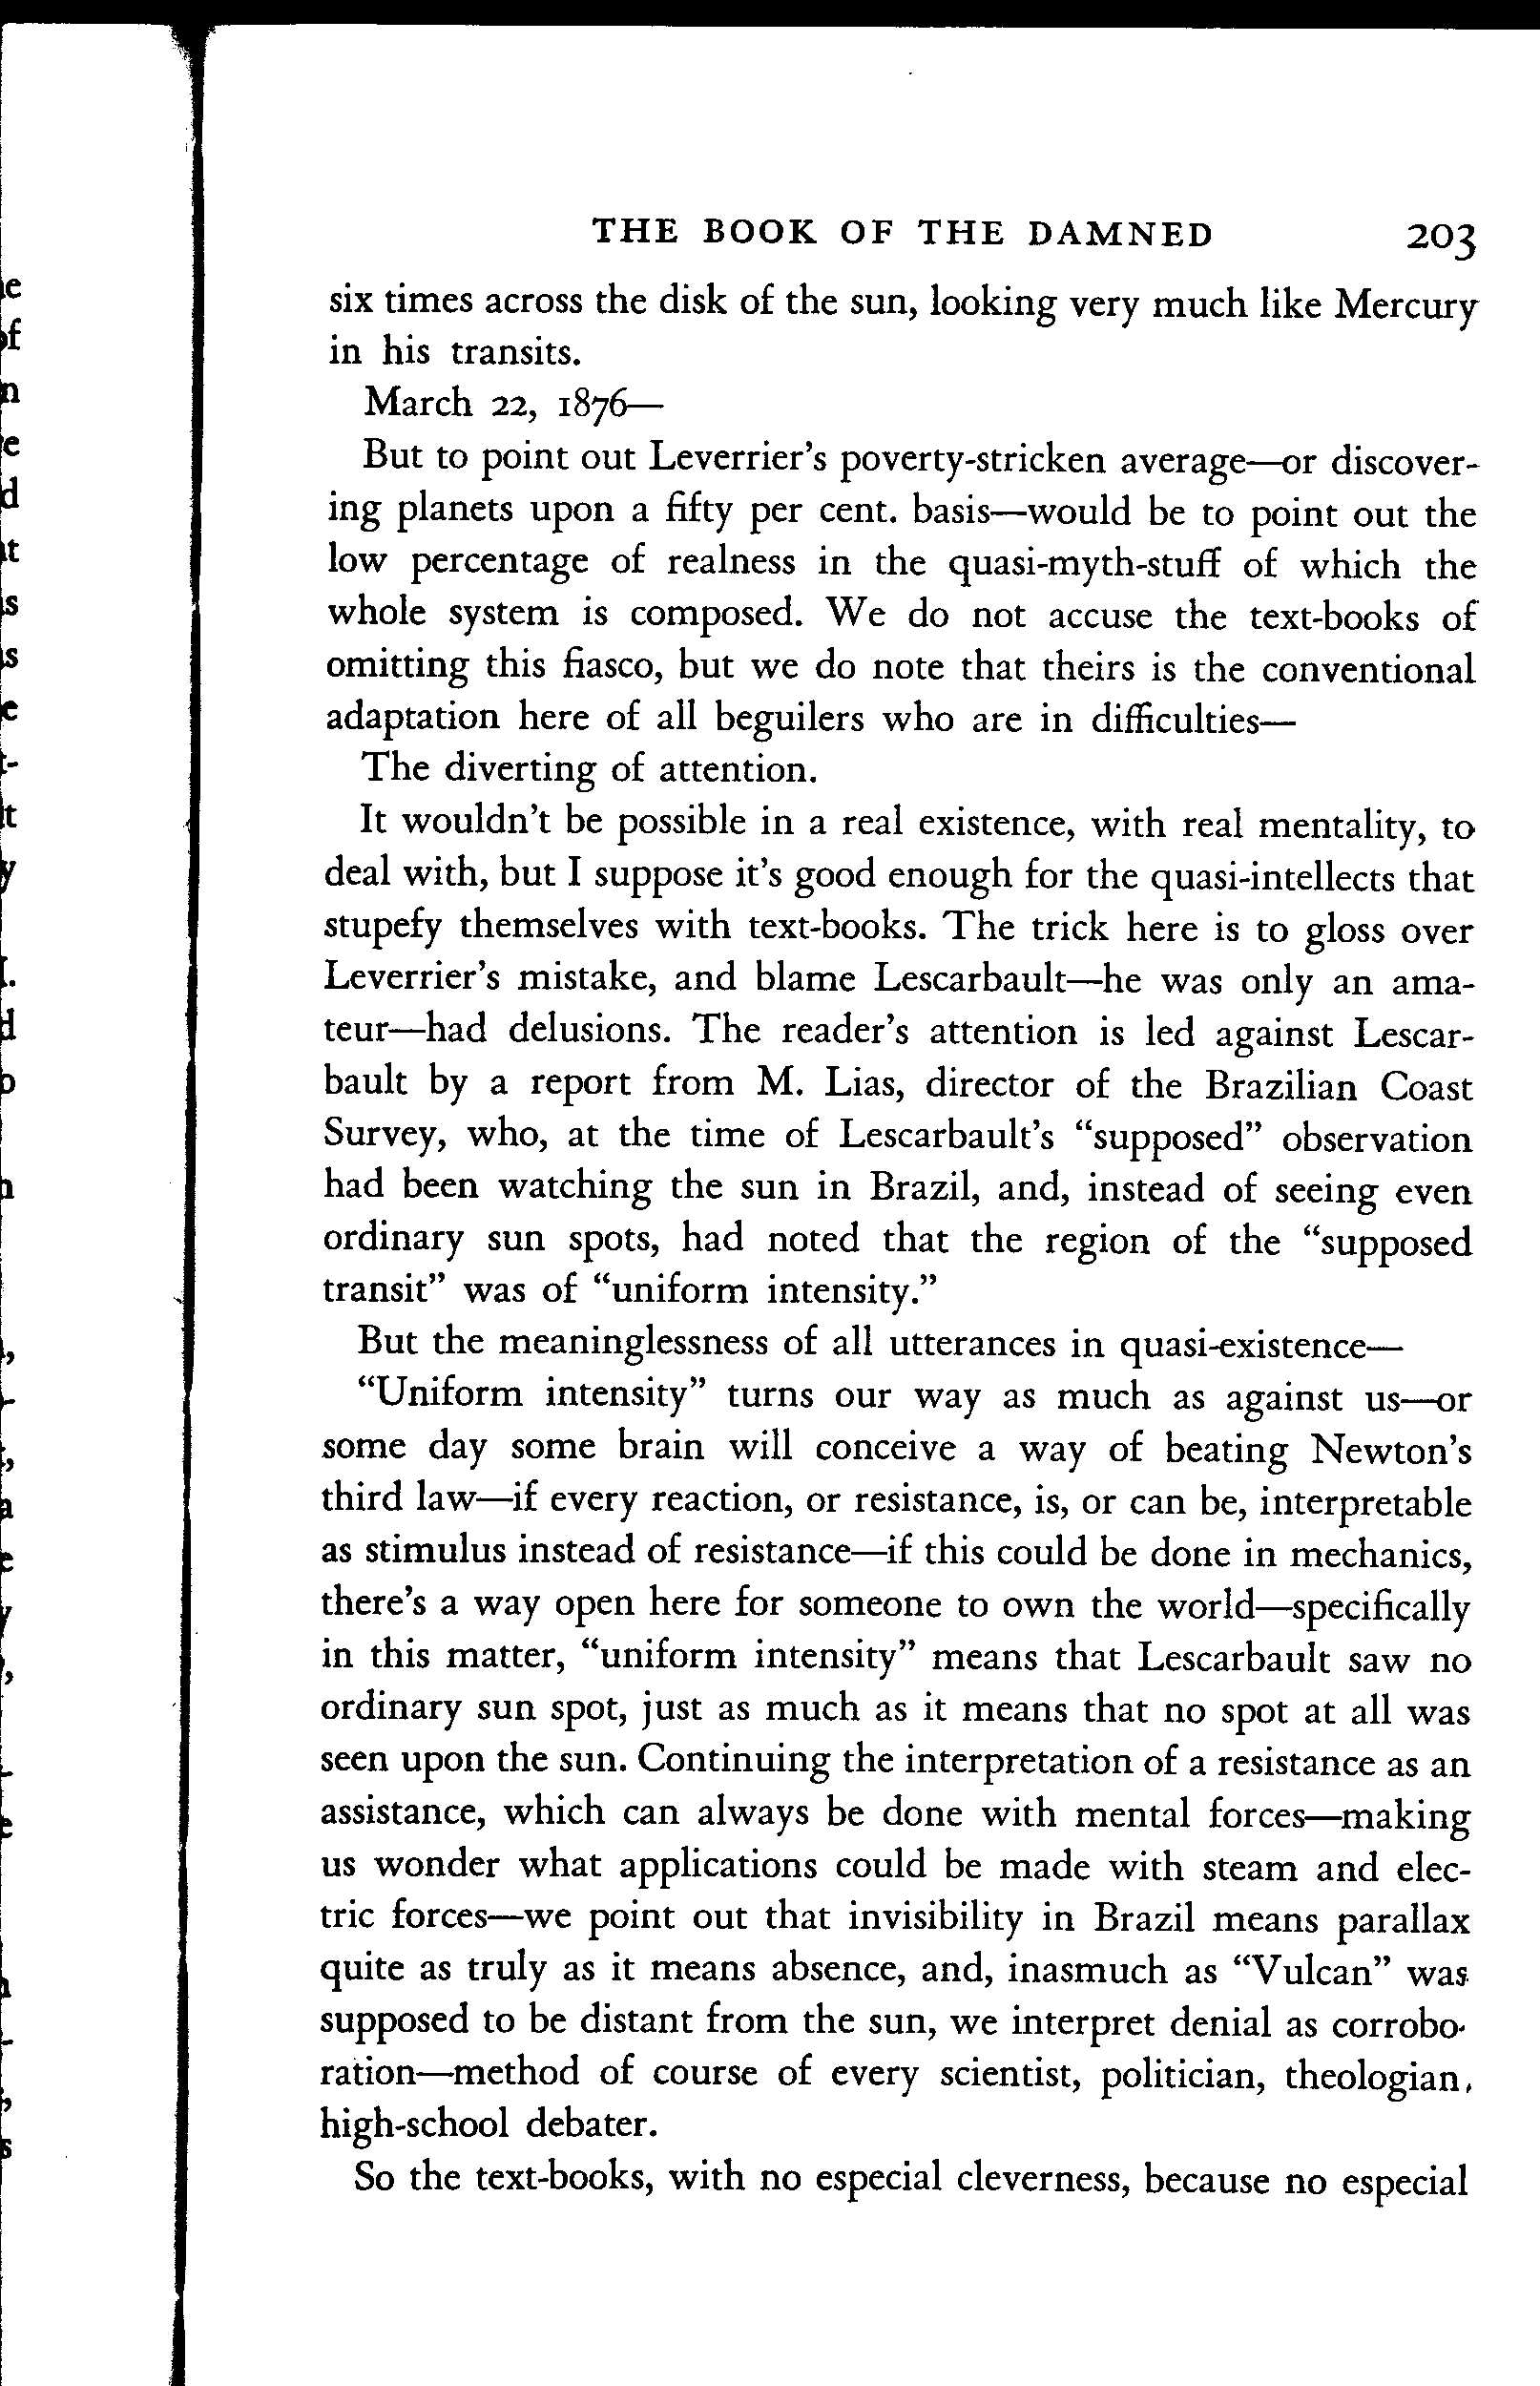 THE BOOK OF THE DAMNED 203
six times across the disk of the sun, looking very much like Mercury
in his transits.
March 22, 1876—
But to point out Leverrier's poverty-stricken average—or discover-
ing planets upon a fifty per cent. basis—would be to point out the
low percentage of realness in the quasi-myth-stuff of which the
whole system is composed. We do not accuse the text-books of
omitting this fiasco, but we do note that theirs is the conventional
adaptation here of all beguilers who are in difficulties—
The diverting of attention.
It wouldn't be possible in a real existence, with real mentality, to
deal with, but I suppose it's good enough for the quasi-intellects that
stupefy themselves with text-books. The trick here is to gloss over
Leverrier's mistake, and blame Lescarbault—he was only an ama-
teur—had delusions. The reader's attention is led against Lescar-
bault by a report from M. Lias, director of the Brazilian Coast
Survey, who, at the time of Lescarbault's "supposed" observation
had been watching the sun in Brazil, and, instead of seeing even
ordinary sun spots, had noted that the region of the "supposed
transit" was of "uniform intensity."
But the meaninglessness of all utterances in quasi-existence—
"Uniform intensity" turns our way as much as against us—or
some day some brain will conceive a way of beating Newton's
third law—if every reaction, or resistance, is, or can be, interpretable
as stimulus instead of resistance—if this could be done in mechanics,
there's a way open here for someone to own the world—specifically
in this matter, "uniform intensity" means that Lescarbault saw no
ordinary sun spot, just as much as it means that no spot at all was
seen upon the sun. Continuing the interpretation of a resistance as an
assistance, which can always be done with mental forces—making
us wonder what applications could be made with steam and elec-
tric forces—we point out that invisibility in Brazil means parallax
quite as truly as it means absence, and, inasmuch as "Vulcan" was
supposed to be distant from the sun, we interpret denial as corrobo-
ration—method of course of every scientist, politician, theologian,
high-school debater.
So the text-books, with no especial cleverness, because no especial